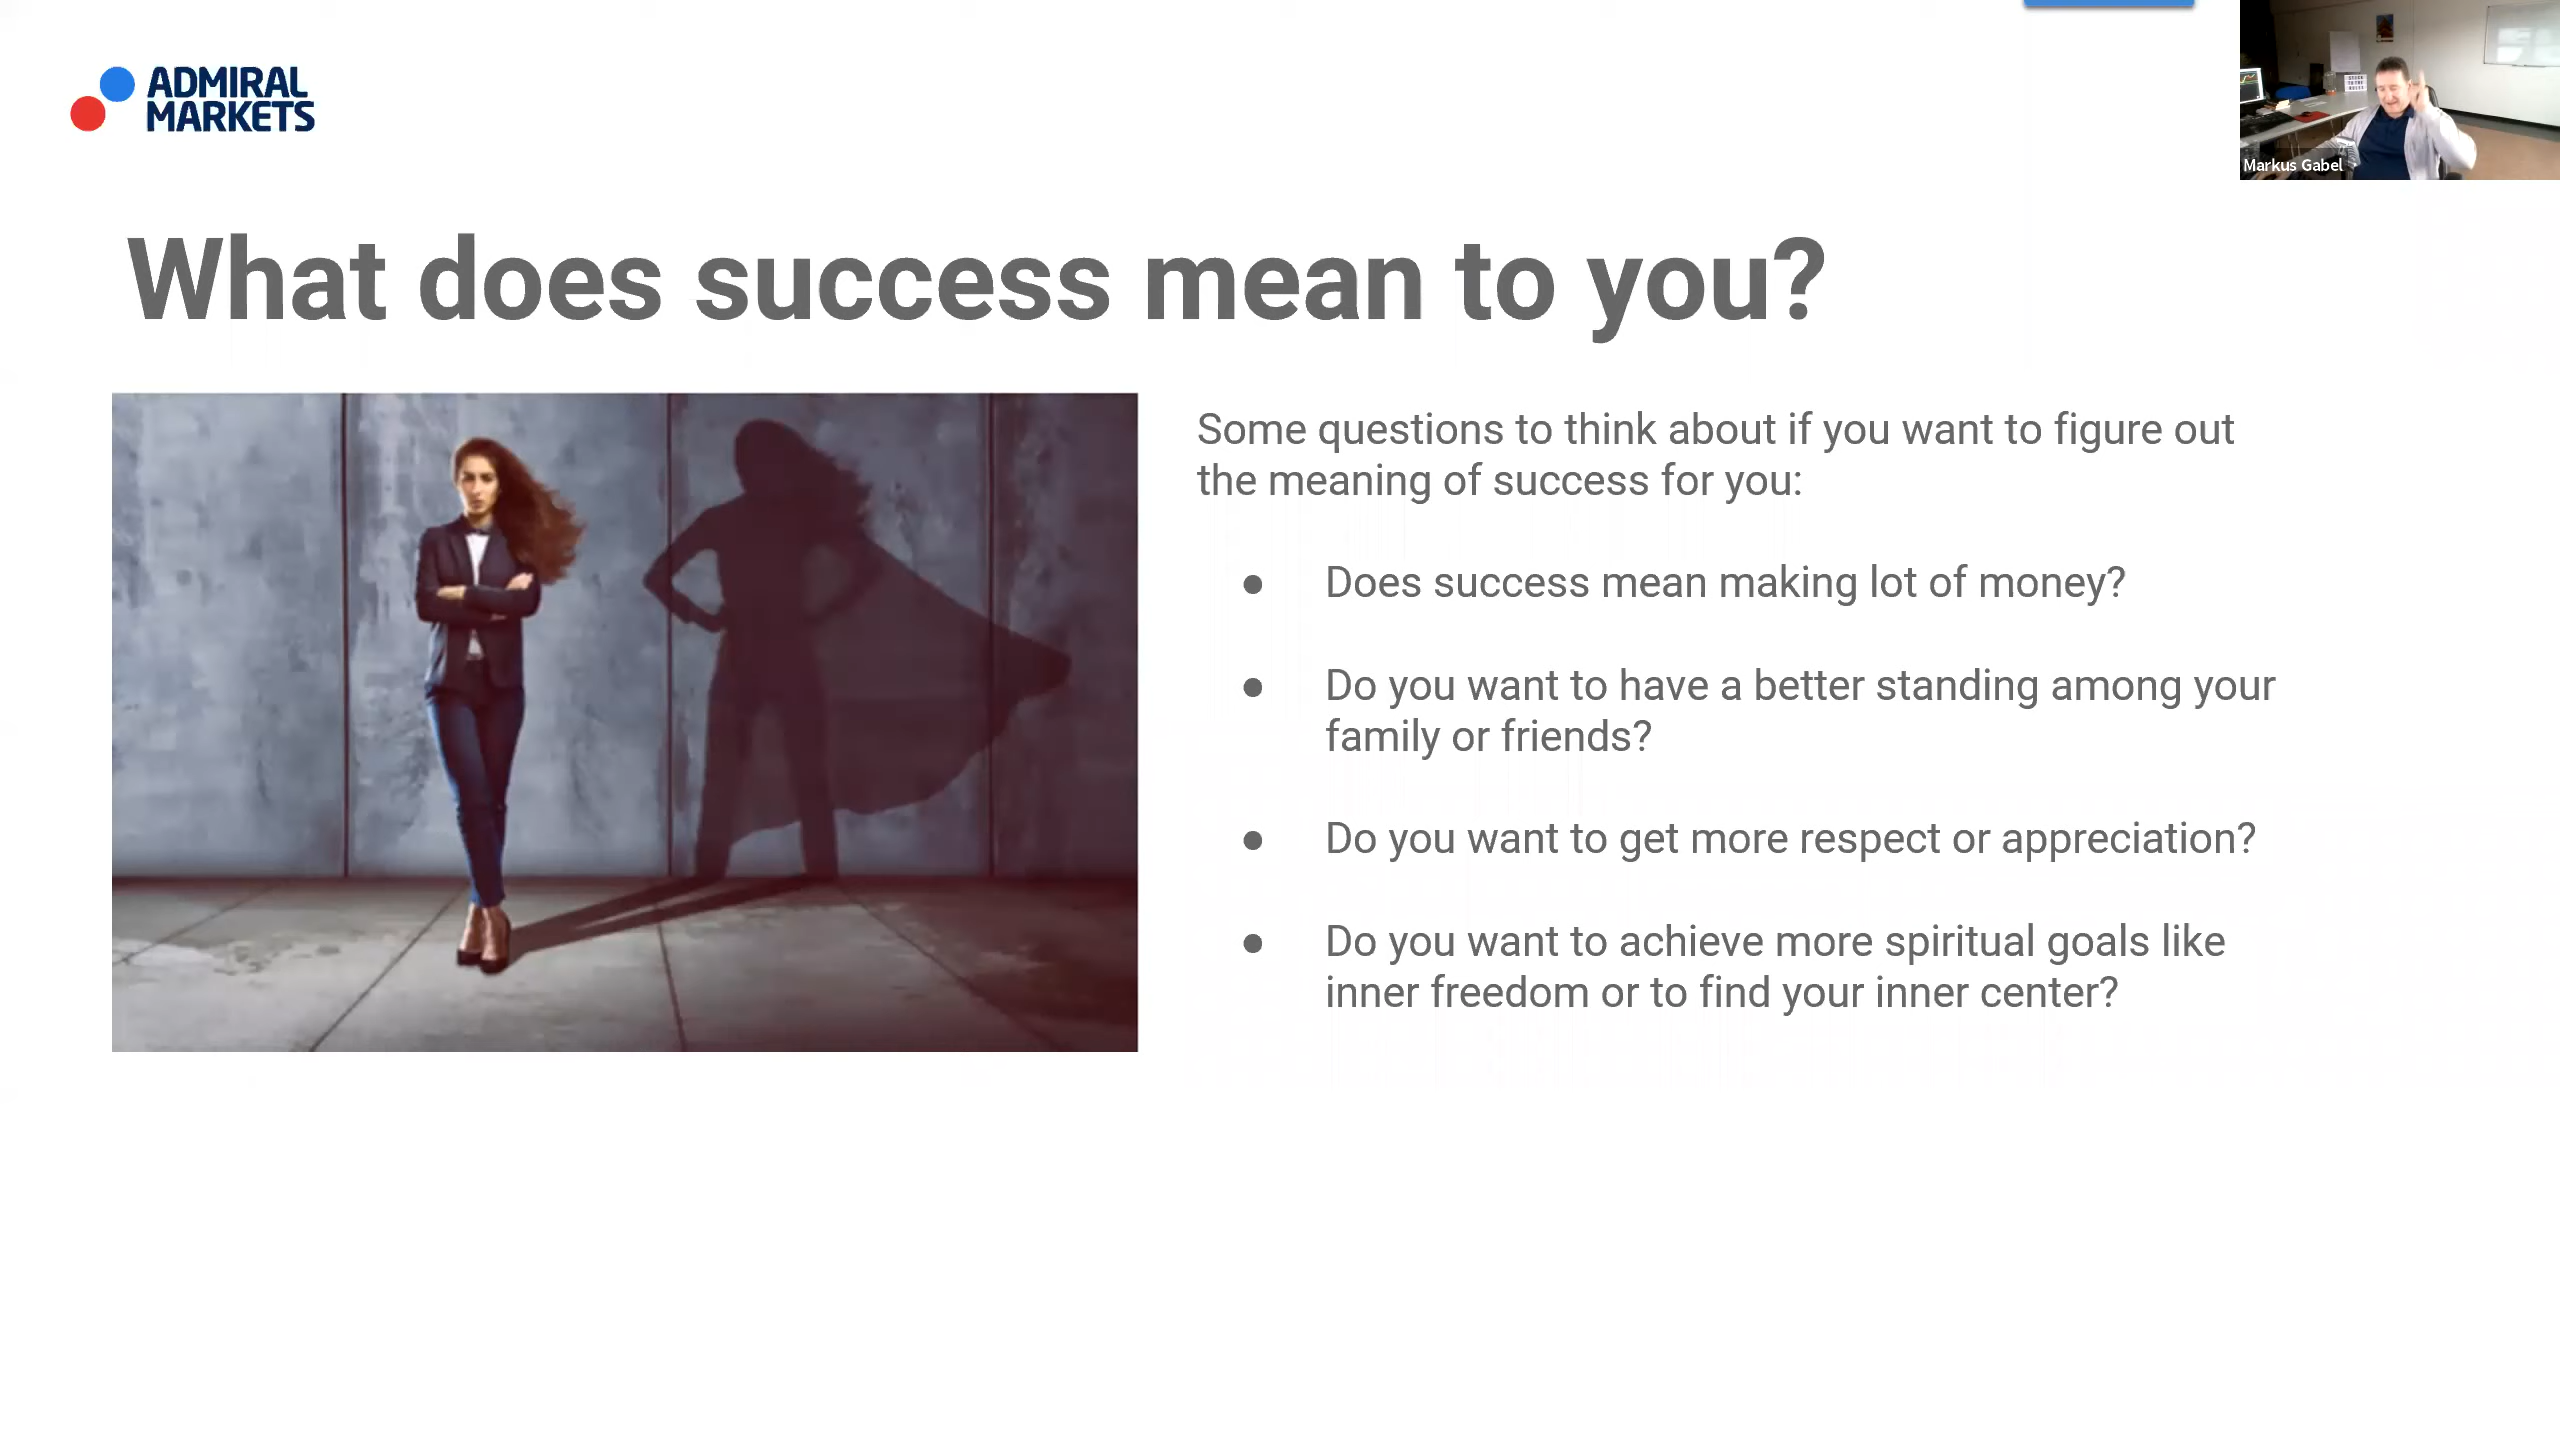 ADMIRAL
MARKETS
Markus Gabel
What does success mean to you?
Some questions to think about if you want to figure out
the meaning of success for you:
● Does success mean making lot of money?
● Do you want to have a better standing among your
family or friends?
● Do you want to get more respect or appreciation?
● Do you want to achieve more spiritual goals like
inner freedom or to find your inner center?